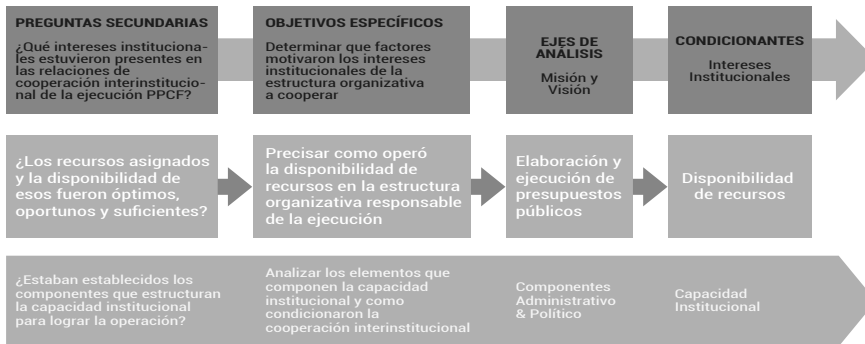 PREGUNTAS SECUNDARIAS
¿Qué intereses instituciona-
les estuvieron presentes en
las relaciones de
cooperación interinstitucio-
nal de la ejecución PPCF?
OBJETIVOS ESPECÍFICOS
Determinar que factores
motivaron los intereses
institucionales de la
estructura organizativa
a cooperar
EJES DE
ANÁLISIS
Misión y
Visión
CONDICIONANTES
Intereses
Institucionales
¿Los recursos asignados
y la disponibilidad de
esos fueron óptimos,
oportunos y suficientes?
Precisar como operó
la disponibilidad de
recursos en la estructura
organizativa responsable
de la ejecución
Elaboración y
ejecución de
presupuestos
públicos
Disponibilidad
de recursos
¿Estaban establecidos los
componentes que estructuran
la capacidad institucional
para lograr la operación?
Analizar los elementos que
componen la capacidad
institucional y como
condicionaron la
cooperación interinstitucional
Componentes
Administrativo
& Político
Capacidad
Institucional